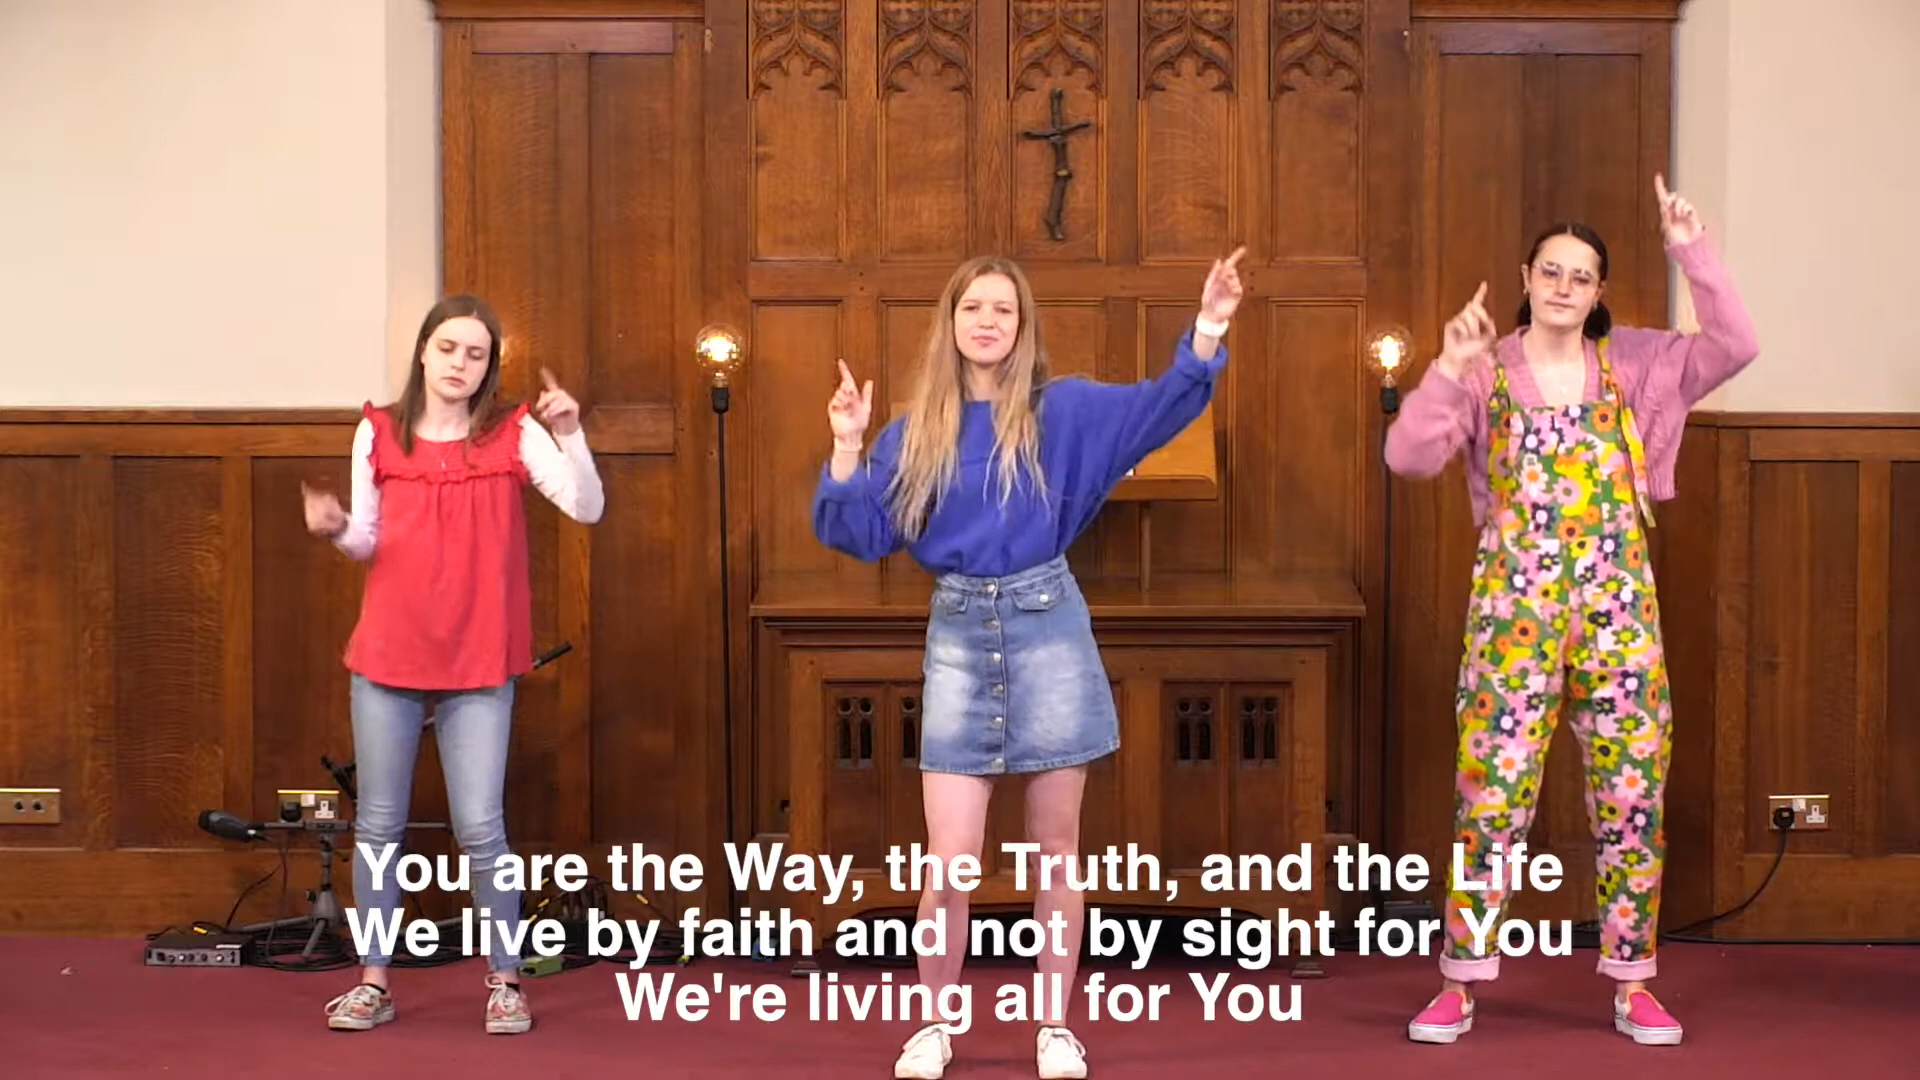 You are the Way, the Truth, and the Life
We live by faith and not by sight for You
We're living all for You